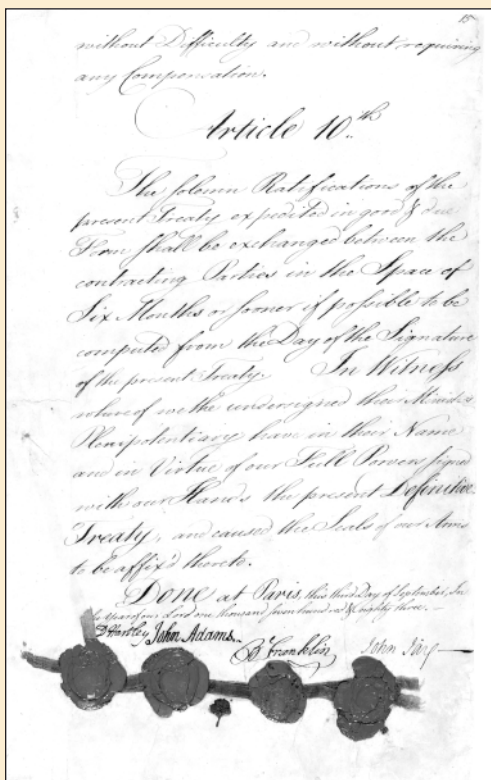 15
without Difficulty and without requiring
any Compensation.
Article 10.th
The solemn Ratifications of the
present Treaty expedited in good & due
Form shall be exchanged between the
contracting Parties in the Space of
Six Months or sooner if possible to be
computed from the Day of the Signature
of the present Treaty. In Witness
whereof we the undersigned their Ministers
Plenipotentiary have in their Name
and in Virtue of our Full Powers signed
with our Hands the present Definitive
Treaty, and caused the Seals of our Arms
to be affix'd thereto.
Done at Paris, this third Day of September, In
the Year of our Lord one thousand seven hundred & eighty three. —
D Hartley John Adams. B Franklin John Jay —